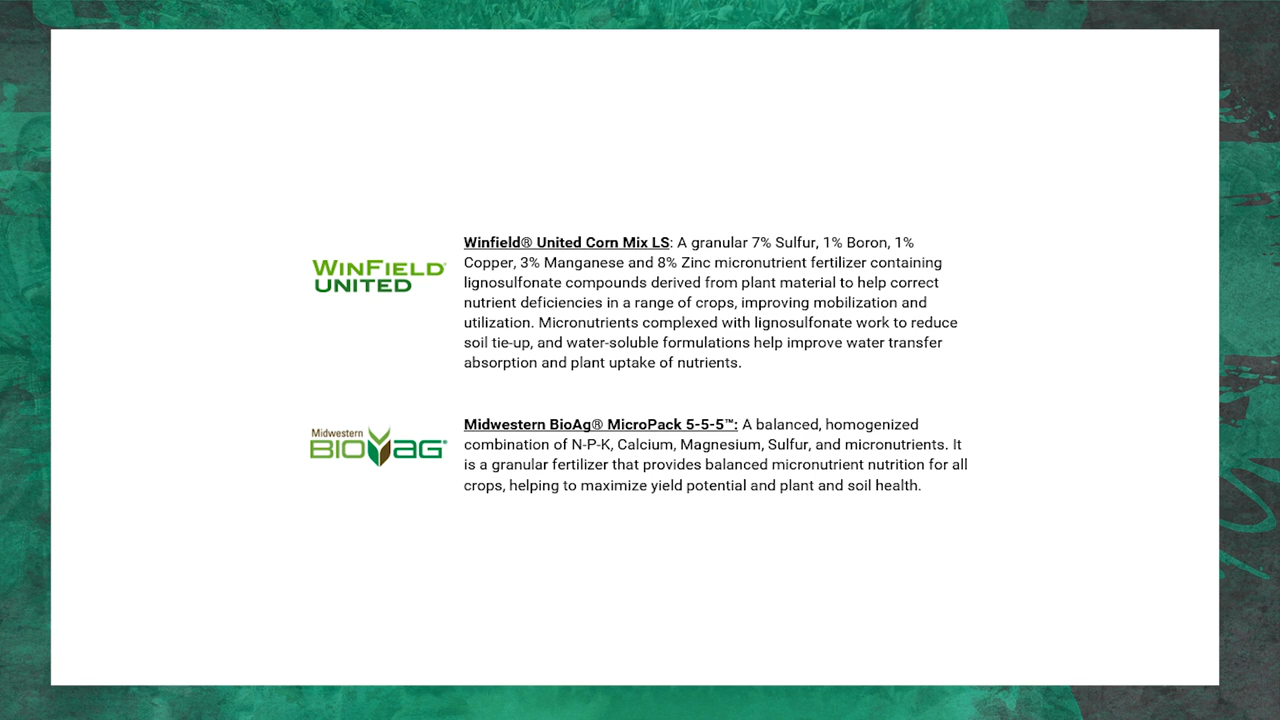 WINFIELD®
UNITED
Winfield® United Corn Mix LS: A granular 7% Sulfur, 1% Boron, 1%
Copper, 3% Manganese and 8% Zinc micronutrient fertilizer containing
lignosulfonate compounds derived from plant material to help correct
nutrient deficiencies in a range of crops, improving mobilization and
utilization. Micronutrients complexed with lignosulfonate work to reduce
soil tie-up, and water-soluble formulations help improve water transfer
absorption and plant uptake of nutrients.
Midwestern
BIOAG®
Midwestern BioAg® MicroPack 5-5-5™: A balanced, homogenized
combination of N-P-K, Calcium, Magnesium, Sulfur, and micronutrients. It
is a granular fertilizer that provides balanced micronutrient nutrition for all
crops, helping to maximize yield potential and plant and soil health.